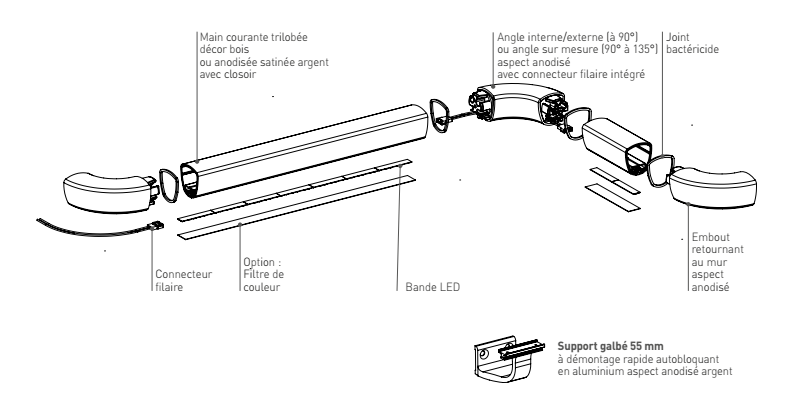 Main courante trilobée
décor bois
ou anodisée satinée argent
avec closoir
Angle interne/externe (à 90°)
ou angle sur mesure (90° à 135°)
aspect anodisé
avec connecteur filaire intégré
Joint
bactéricide
Connecteur
filaire
Option :
Filtre de
couleur
Bande LED
Embout
retournant
au mur
aspect
anodisé
Support galbé 55 mm
à démontage rapide autobloquant
en aluminium aspect anodisé argent